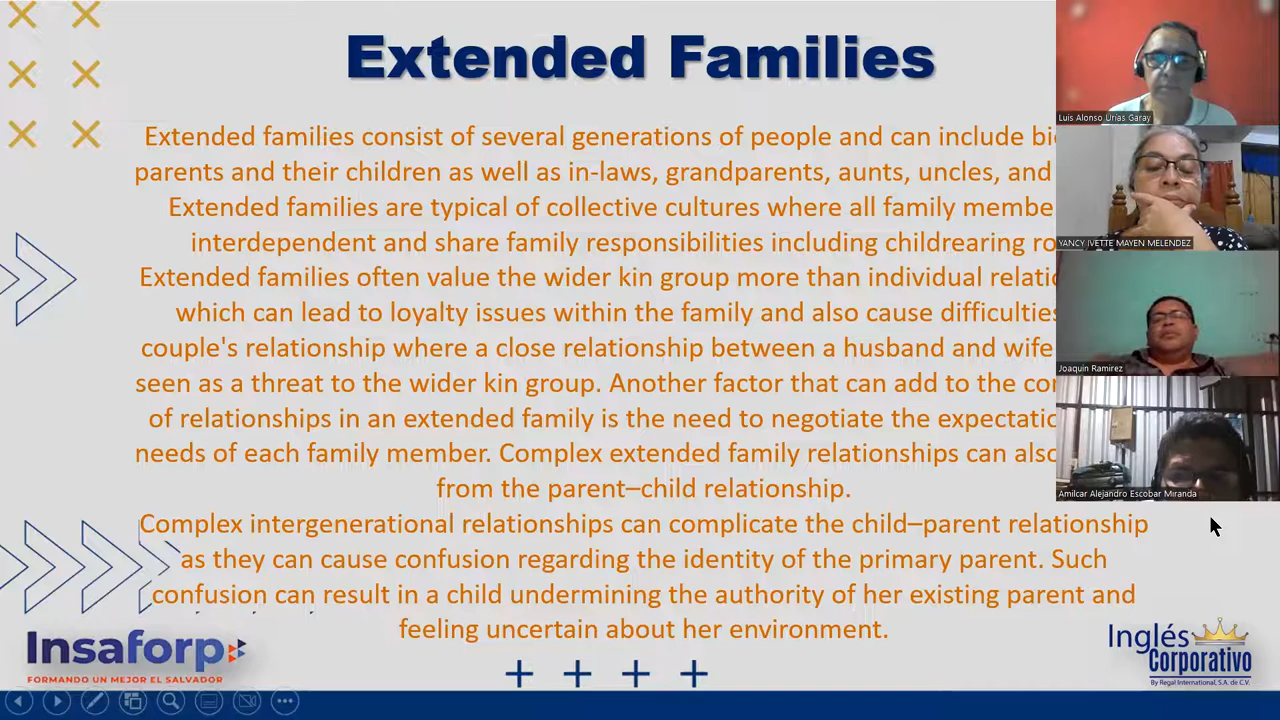 Extended Families
Extended families consist of several generations of people and can include
parents and their children as well as in-laws, grandparents, aunts, uncles, and
Extended families are typical of collective cultures where all family
interdependent and share family responsibilities including childrearing
Extended families often value the wider kin group more than individual
which can lead to loyalty issues within the family and also cause difficulties
couple's relationship where a close relationship between a husband and wife
seen as a threat to the wider kin group. Another factor that can add to the
of relationships in an extended family is the need to negotiate the
needs of each family member. Complex extended family relationships can also
from the parent–child relationship.
Complex intergenerational relationships can complicate the child–parent relationship
as they can cause confusion regarding the identity of the primary parent. Such
confusion can result in a child undermining the authority of her existing parent and
feeling uncertain about her environment.
Luis Alonso Urías Garay
YANCY IVETTE MAYEN MELENDEZ
Joaquin Ramirez
Amilcar Alejandro Escobar Miranda
Insaforp
FORMANDO UN MEJOR EL SALVADOR
Inglés
Corporativo
By Regal International, S.A. de C.V.